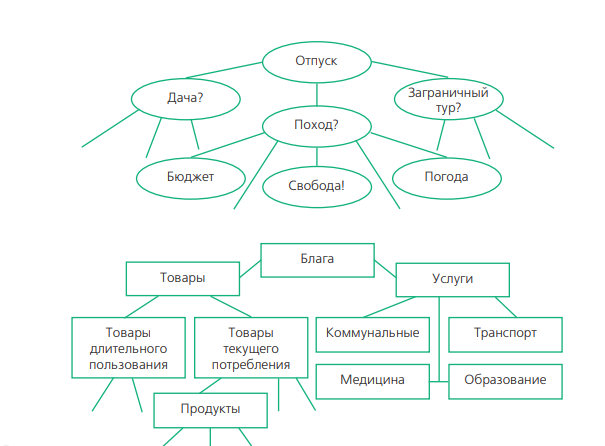 Отпуск
Дача?
Заграничный
тур?
Поход?
Бюджет
Свобода!
Погода
Блага
Товары
Услуги
Товары
длительного
пользования
Товары
текущего
потребления
Коммунальные
Транспорт
Медицина
Образование
Продукты